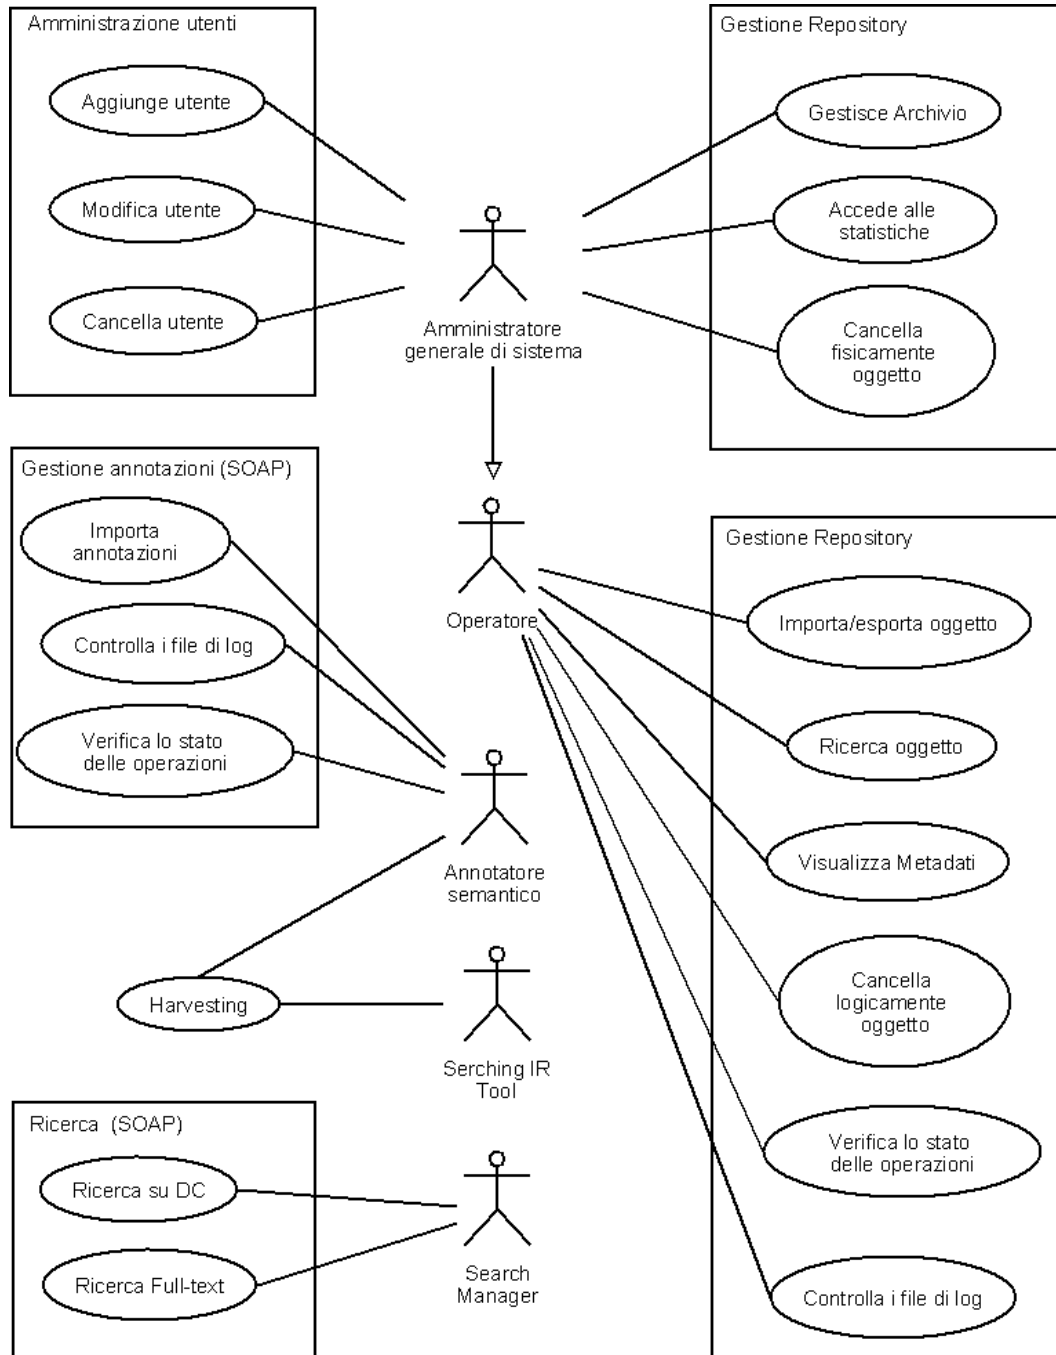 Amministrazione utenti
Aggiunge utente
Modifica utente
Cancella utente
Gestione Repository
Gestisce Archivio
Accede alle
statistiche
Cancella
fisicamente
oggetto
Amministratore
generale di sistema
Gestione annotazioni (SOAP)
Importa
annotazioni
Controlla i file di log
Verifica lo stato
delle operazioni
Operatore
Gestione Repository
Importa/esporta oggetto
Ricerca oggetto
Visualizza Metadati
Cancella
logicamente
oggetto
Verifica lo stato
delle operazioni
Controlla i file di log
Annotatore
semantico
Harvesting
Serching IR
Tool
Ricerca (SOAP)
Ricerca su DC
Ricerca Full-text
Search
Manager